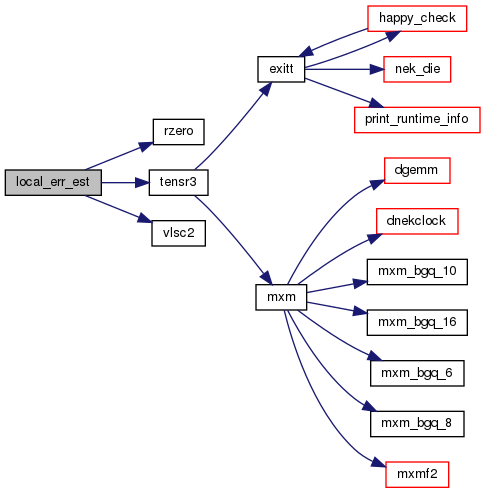 happy_check
exitt
nek_die
print_runtime_info
rzero
local_err_est
tensr3
vlsc2
dgemm
dnekclock
mxm_bgq_10
mxm
mxm_bgq_16
mxm_bgq_6
mxm_bgq_8
mxmf2